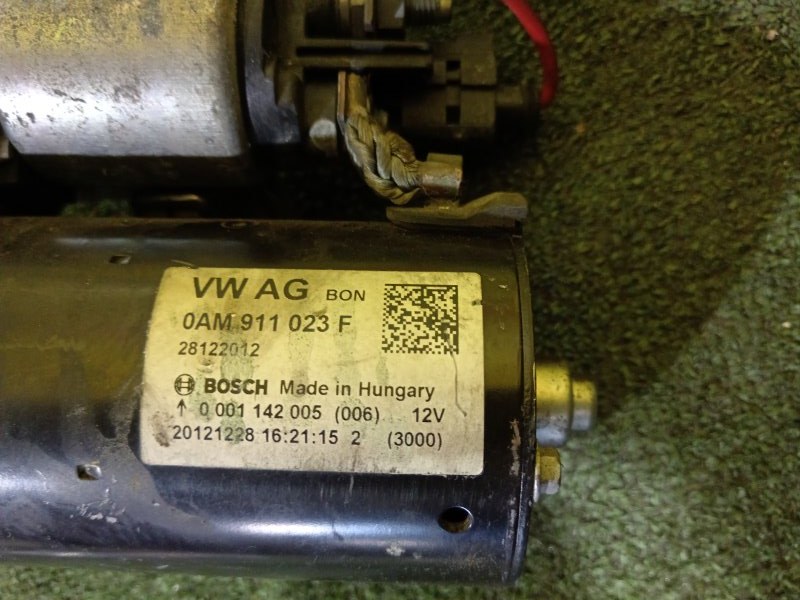 VW AG BON
0AM 911 023 F
28122012
BOSCH Made in Hungary
↑ 0 001 142 005 (006) 12V
20121228 16:21:15 2 (3000)